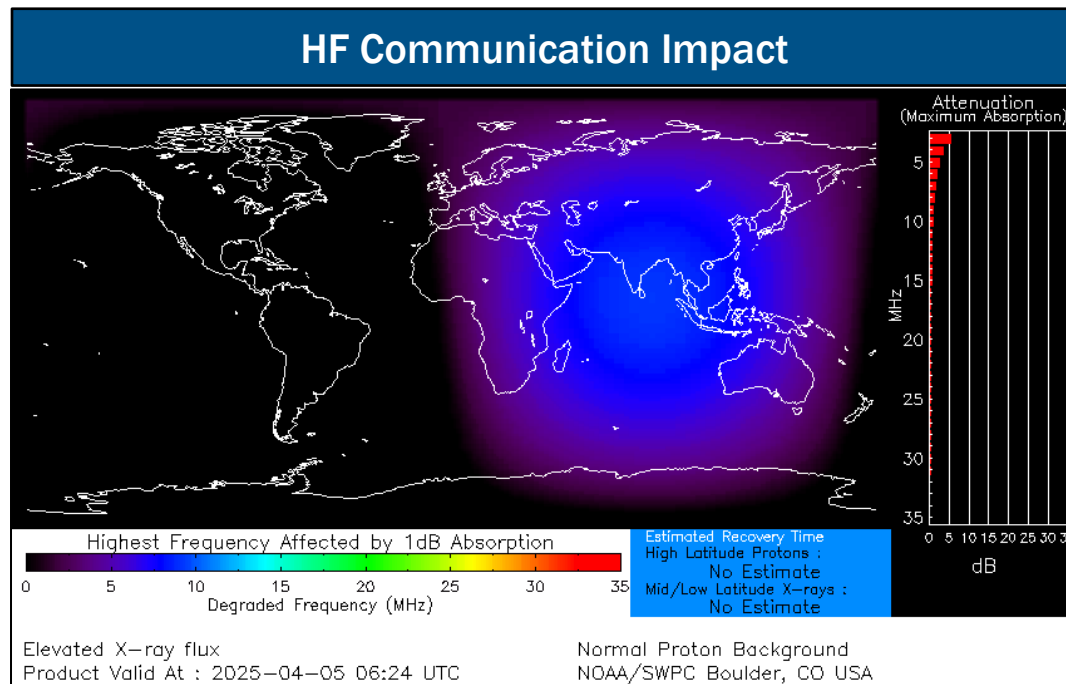 HF Communication Impact
Attenuation
(Maximum Absorption)
5
10
15
20
25
30
35
MHz
0 5 10 15 20 25 30 3
dB
Highest Frequency Affected by 1dB Absorption
0 5 10 15 20 25 30 35
Degraded Frequency (MHz)
Estimated Recovery Time
High Latitude Protons :
No Estimate
Mid/Low Latitude X-rays :
No Estimate
Elevated X-ray flux
Product Valid At : 2025-04-05 06:24 UTC
Normal Proton Background
NOAA/SWPC Boulder, CO USA